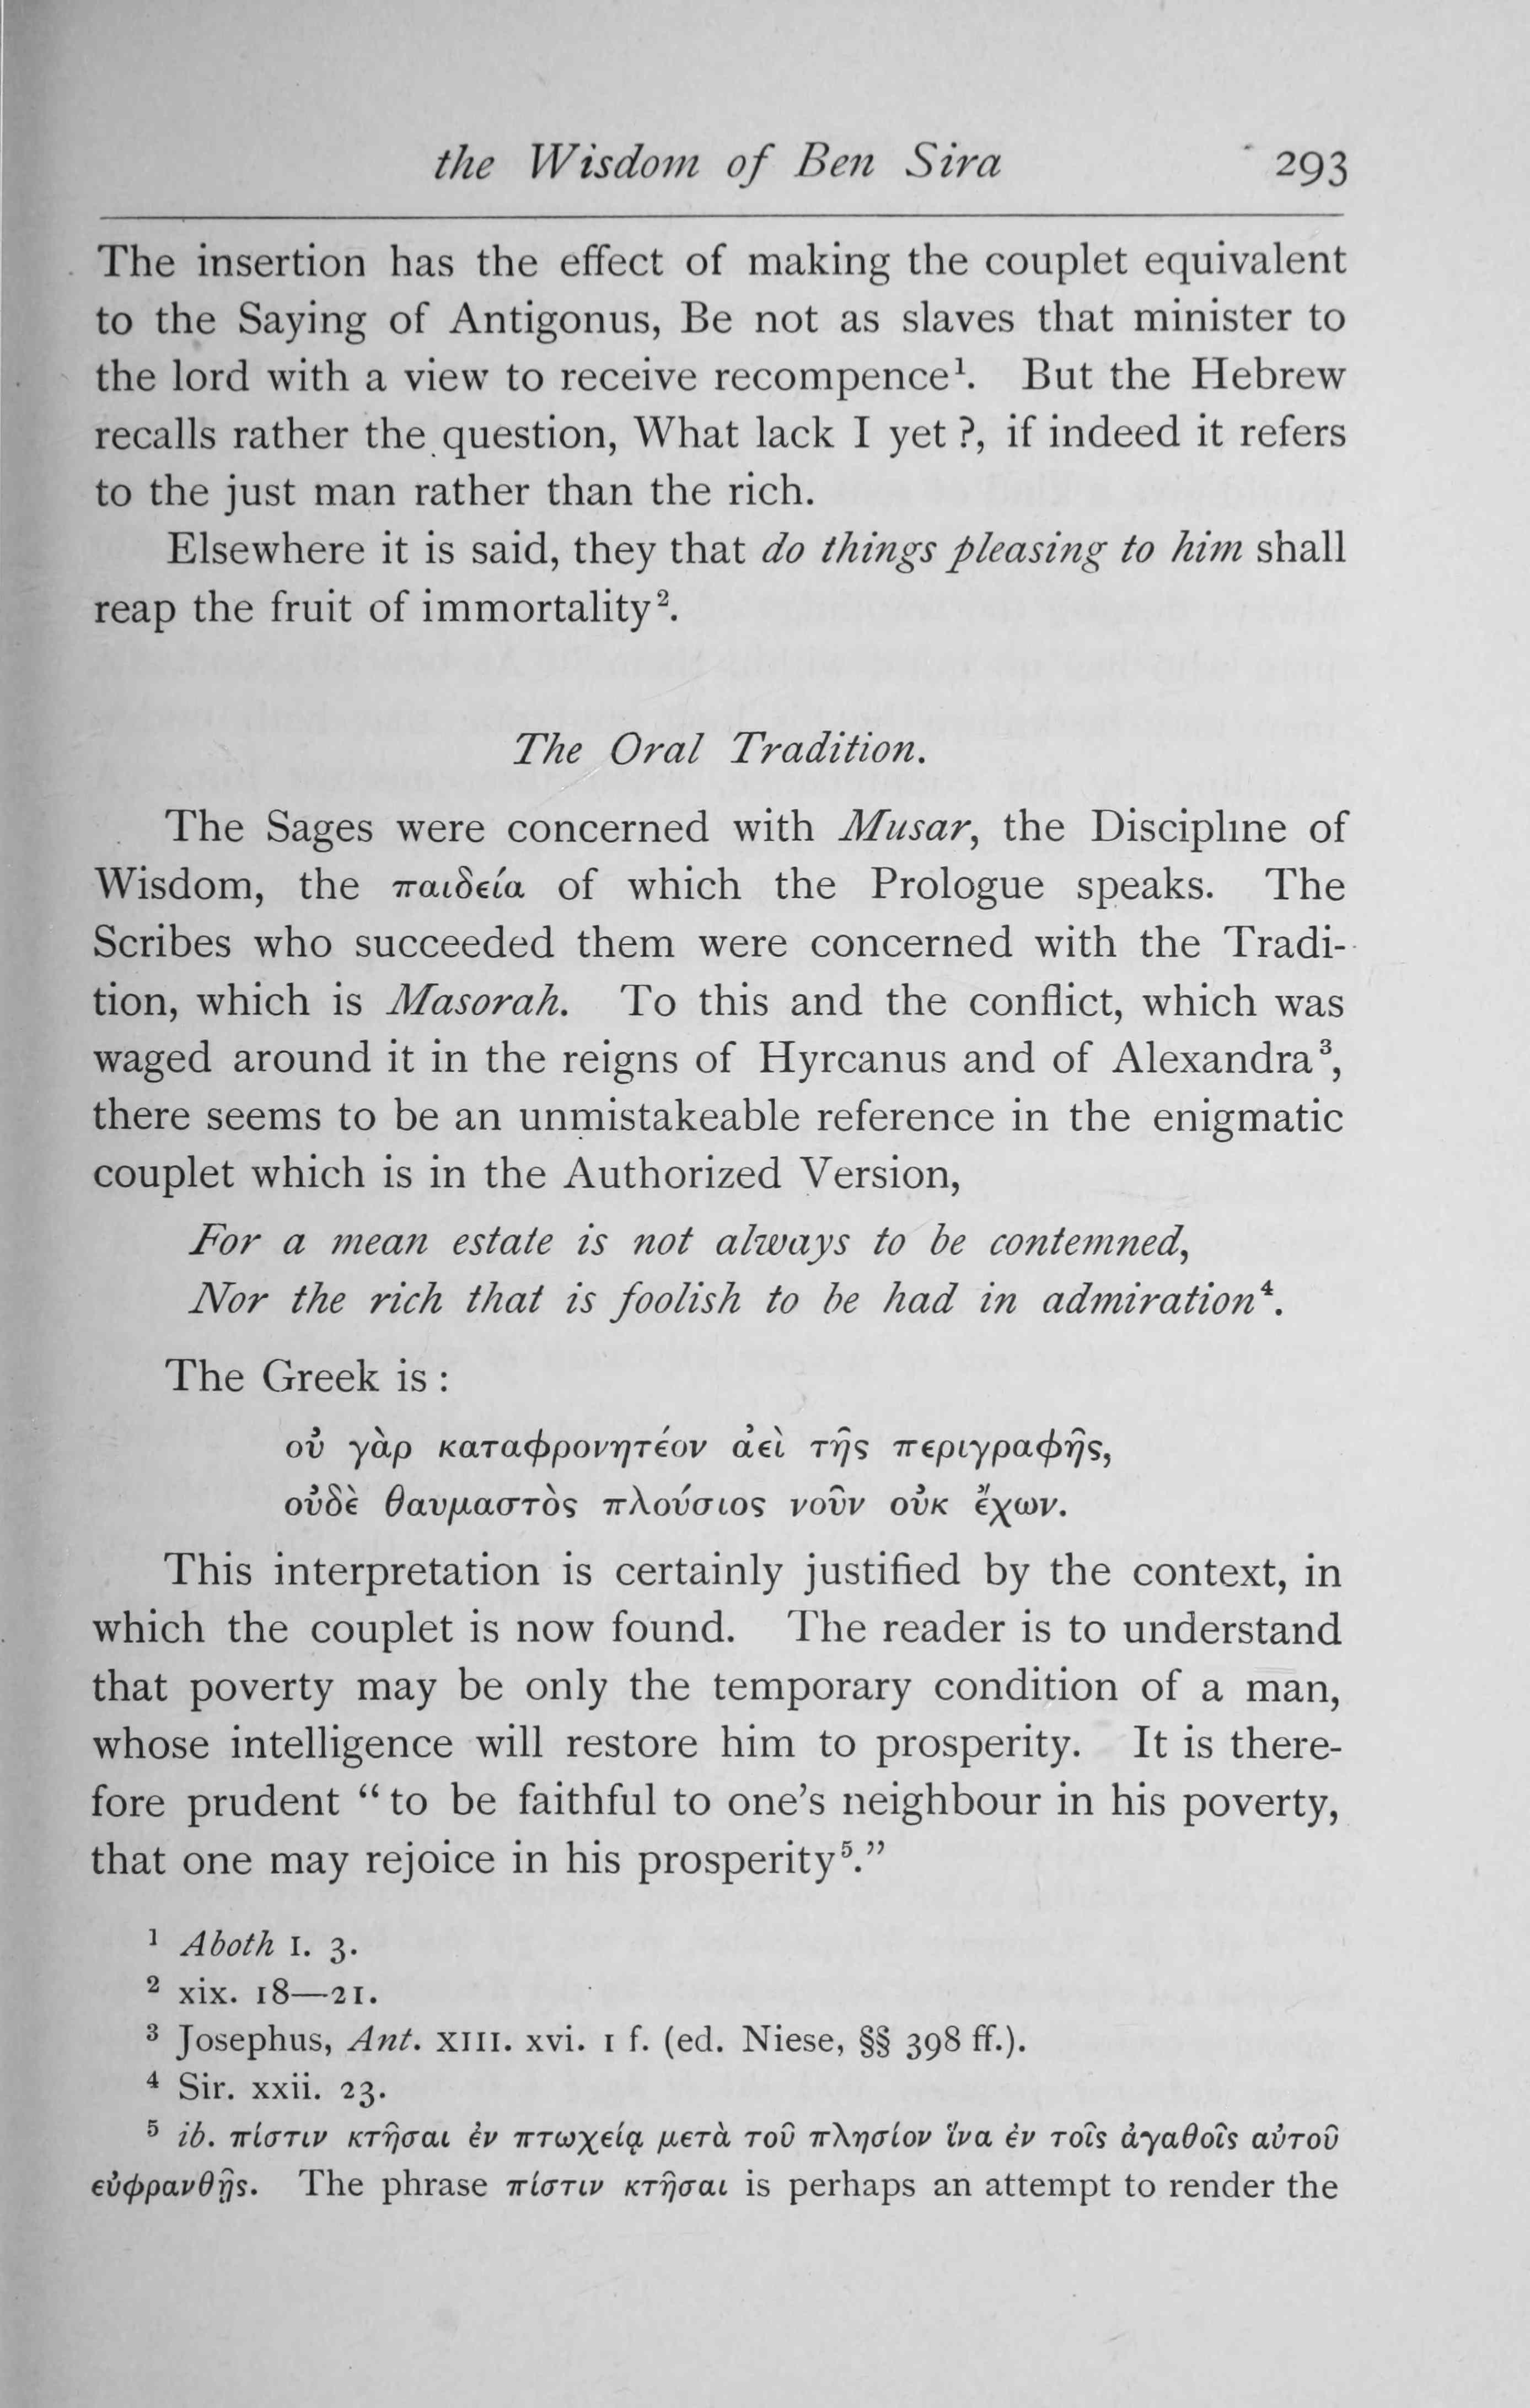 the Wisdom of Ben Sira 293
The insertion has the effect of making the couplet equivalent
to the Saying of Antigonus, Be not as slaves that minister to
the lord with a view to receive recompence¹. But the Hebrew
recalls rather the question, What lack I yet ?, if indeed it refers
to the just man rather than the rich.
Elsewhere it is said, they that do things pleasing to him shall
reap the fruit of immortality².
The Oral Tradition.
The Sages were concerned with Musar, the Discipline of
Wisdom, the παιδεία of which the Prologue speaks. The
Scribes who succeeded them were concerned with the Tradi-
tion, which is Masorah. To this and the conflict, which was
waged around it in the reigns of Hyrcanus and of Alexandra³,
there seems to be an unmistakeable reference in the enigmatic
couplet which is in the Authorized Version,
For a mean estate is not always to be contemned,
Nor the rich that is foolish to be had in admiration⁴.
The Greek is :
οὐ γὰρ καταφρονητέον ἀεὶ τῆς περιγραφῆς,
οὐδὲ θαυμαστὸς πλούσιος νοῦν οὐκ ἔχων.
This interpretation is certainly justified by the context, in
which the couplet is now found. The reader is to understand
that poverty may be only the temporary condition of a man,
whose intelligence will restore him to prosperity. It is there-
fore prudent “to be faithful to one’s neighbour in his poverty,
that one may rejoice in his prosperity⁵.”
¹ Aboth I. 3.
² xix. 18—21.
³ Josephus, Ant. XIII. xvi. 1 f. (ed. Niese, §§ 398 ff.).
⁴ Sir. xxii. 23.
⁵ ib. πίστιν κτῆσαι ἐν πτωχείᾳ μετὰ τοῦ πλησίον ἵνα ἐν τοῖς ἀγαθοῖς αὐτοῦ
εὐφρανθῇς. The phrase πίστιν κτῆσαι is perhaps an attempt to render the